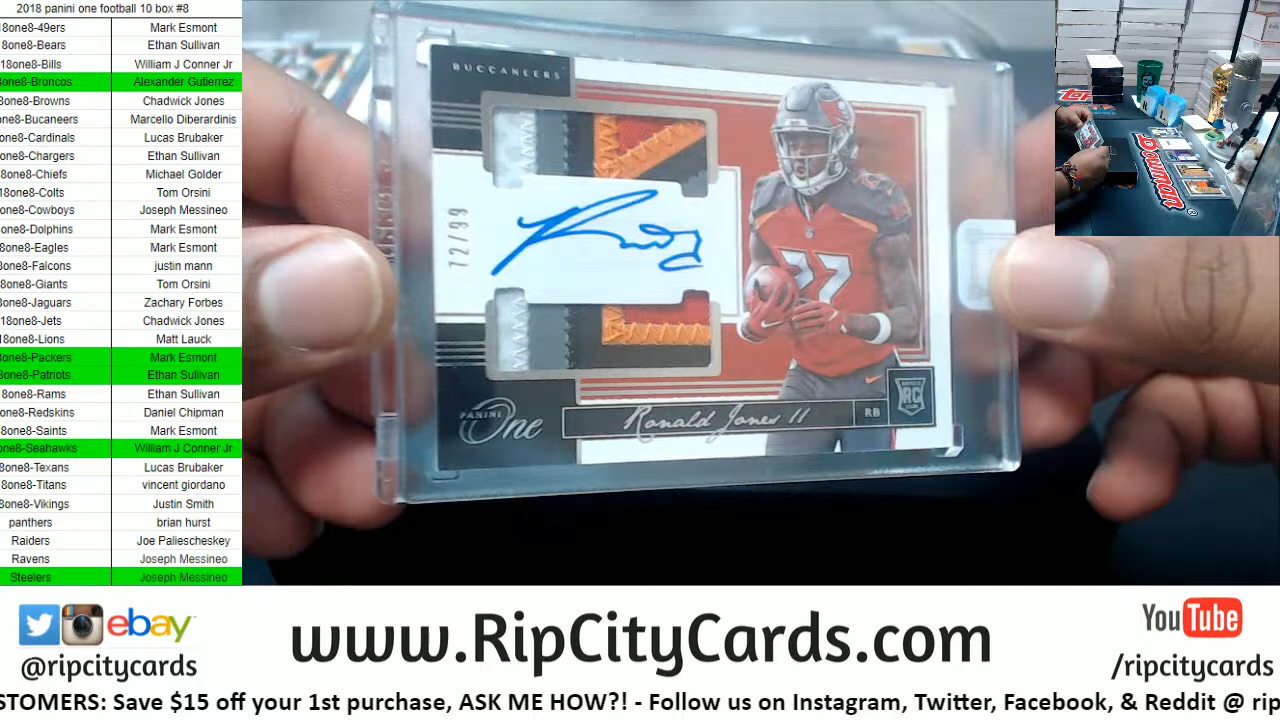 2018 panini one football 10 box #8
18one8-49ers Mark Esmont
8one8-Bears Ethan Sullivan
18one8-Bills William J Conner Jr
8one8-Broncos Alexander Gutierrez
8one8-Browns Chadwick Jones
one8-Bucaneers Marcello Diberardinis
one8-Cardinals Lucas Brubaker
one8-Chargers Ethan Sullivan
8one8-Chiefs Michael Golder
18one8-Colts Tom Orsini
one8-Cowboys Joseph Messineo
one8-Dolphins Mark Esmont
8one8-Eagles Mark Esmont
8one8-Falcons justin mann
8one8-Giants Tom Orsini
8one8-Jaguars Zachary Forbes
18one8-Jets Chadwick Jones
18one8-Lions Matt Lauck
one8-Packers Mark Esmont
one8-Patriots Ethan Sullivan
8one8-Rams Ethan Sullivan
one8-Redskins Daniel Chipman
8one8-Saints Mark Esmont
one8-Seahawks William J Conner Jr
8one8-Texans Lucas Brubaker
8one8-Titans vincent giordano
8one8-Vikings Justin Smith
panthers brian hurst
Raiders Joe Paliescheskey
Ravens Joseph Messineo
Steelers Joseph Messineo
BUCCANEERS
72/99
PANINI
One
Ronald Jones II
RB
RC
Dauman
ebay
@ripcitycards
www.RipCityCards.com
YouTube
/ripcitycards
STOMERS: Save $15 off your 1st purchase, ASK ME HOW?! - Follow us on Instagram, Twitter, Facebook, & Reddit @ rip